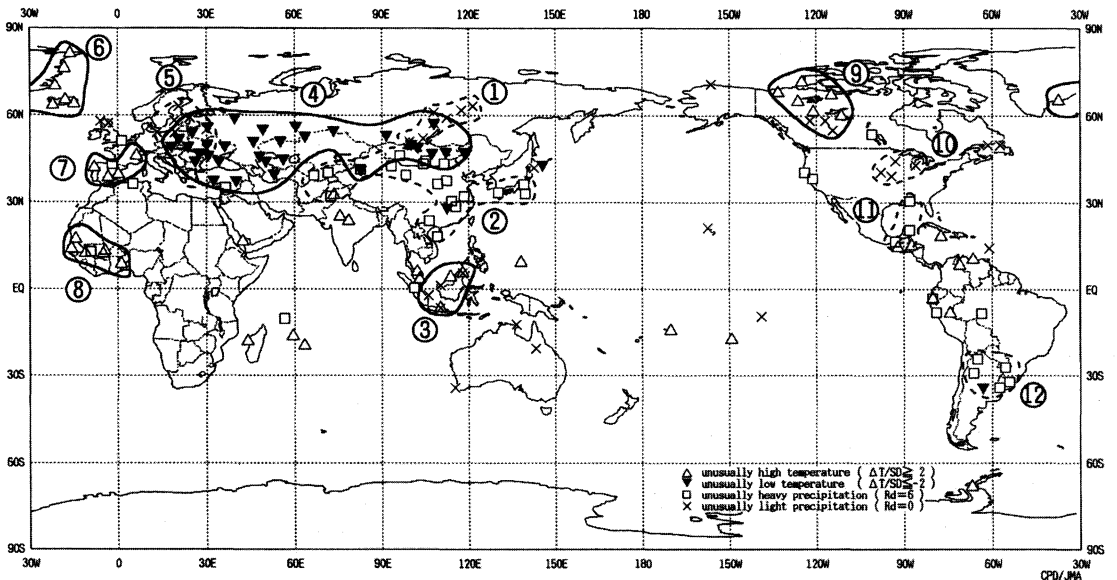 30W 0 30E 60E 90E 120E 150E 180 150W 120W 90W 60W 30W
90N 90N
⑥
⑤ ④ ① ⑨
60N 60N
⑩
⑦
30N ② ⑪ 30N
⑧
EQ EQ
③
30S 30S
⑫
60S 60S
△ unusually high temperature ( ΔT/SD≧ 2 )
▼ unusually low temperature ( ΔT/SD≦-2 )
□ unusually heavy precipitation ( Rd=6 )
× unusually light precipitation ( Rd=0 )
90S 90S
30W 0 30E 60E 90E 120E 150E 180 150W 120W 90W 60W 30W
CPD/JMA